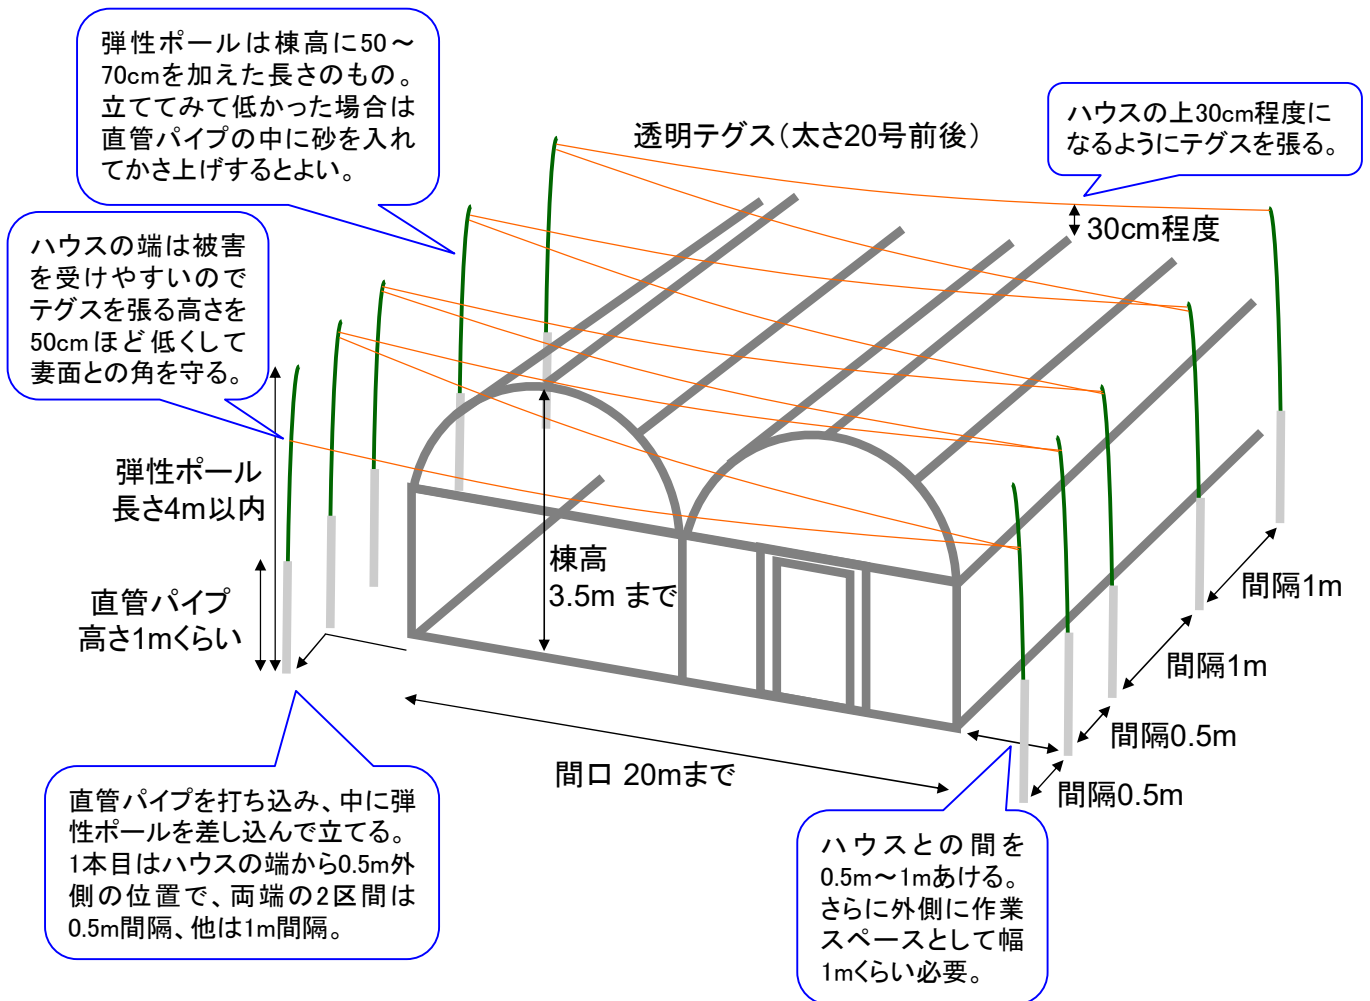 弾性ポールは棟高に50～
70cmを加えた長さのもの。
立ててみて低かった場合は
直管パイプの中に砂を入れ
てかさ上げするとよい。
透明テグス（太さ20号前後）
ハウスの上30cm程度に
なるようにテグスを張る。
30cm程度
ハウスの端は被害
を受けやすいので
テグスを張る高さを
50cmほど低くして
妻面との角を守る。
弾性ポール
長さ4m以内
直管パイプ
高さ1mくらい
棟高
3.5m まで
間口 20mまで
間隔1m
間隔1m
間隔0.5m
間隔0.5m
直管パイプを打ち込み、中に弾
性ポールを差し込んで立てる。
1本目はハウスの端から0.5m外
側の位置で、両端の2区間は
0.5m間隔、他は1m間隔。
ハウスとの間を
0.5m～1mあける。
さらに外側に作業
スペースとして幅
1mくらい必要。